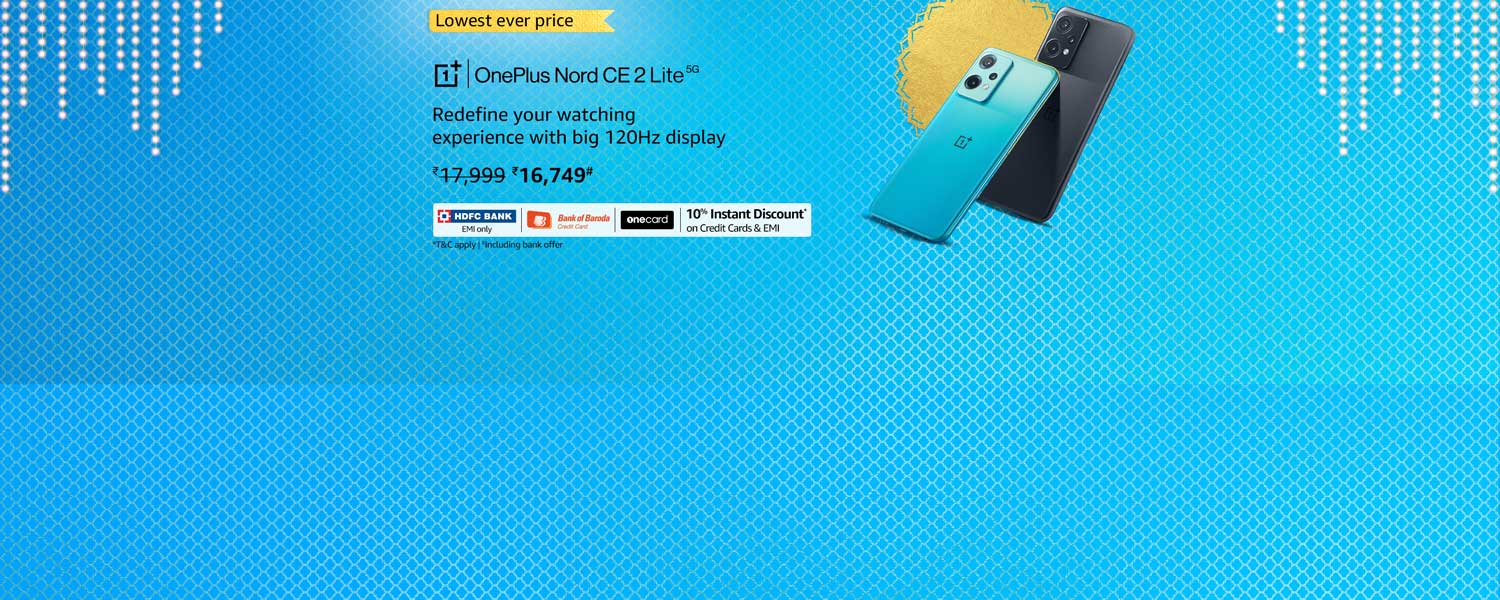 Lowest ever price
1+ | OnePlus Nord CE 2 Lite 5G
Redefine your watching
experience with big 120Hz display
₹17,999 ₹16,749#
HDFC BANK
EMI only
Bank of Baroda
Credit Card
onecard
10% Instant Discount*
on Credit Cards & EMI
*T&C apply | #Including bank offer